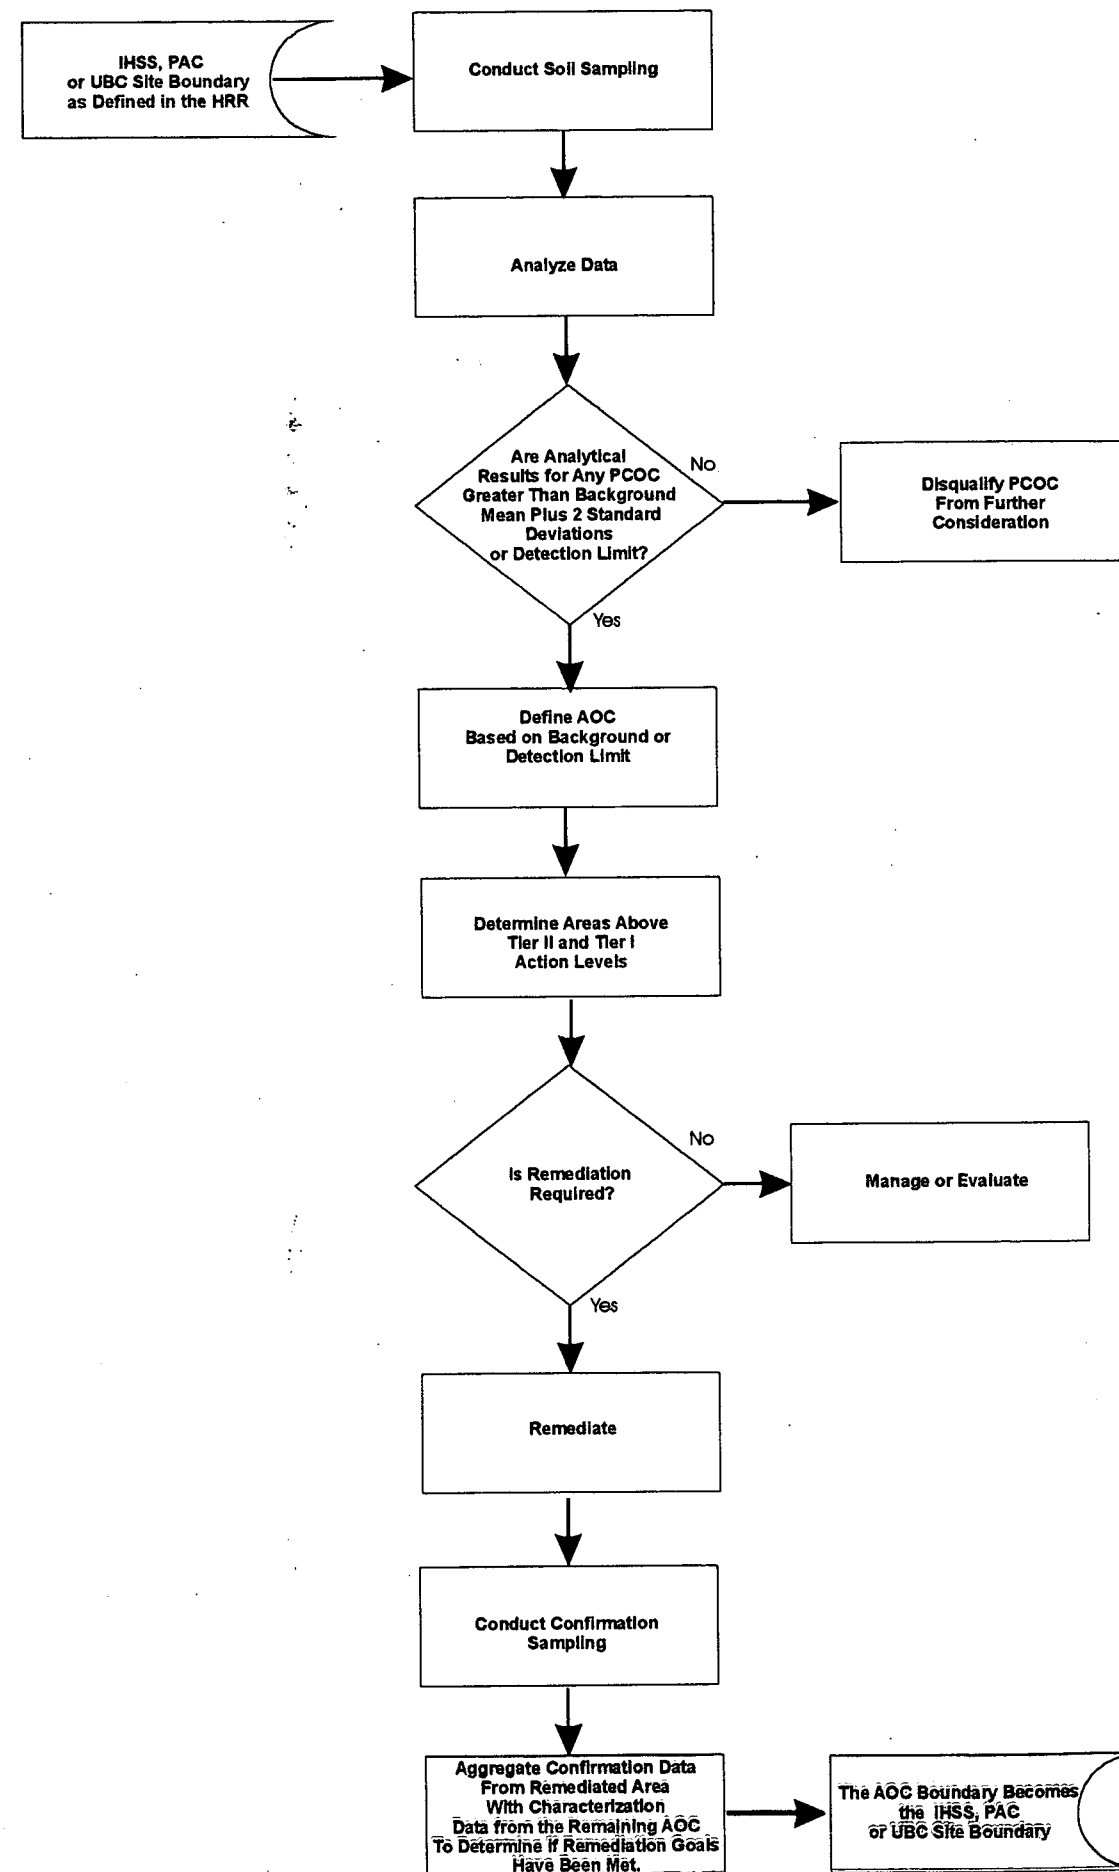 IHSS, PAC
or UBC Site Boundary
as Defined in the HRR
Conduct Soil Sampling
Analyze Data
Are Analytical
Results for Any PCOC
Greater Than Background
Mean Plus 2 Standard
Deviations
or Detection Limit?
No
Disqualify PCOC
From Further
Consideration
Yes
Define AOC
Based on Background or
Detection Limit
Determine Areas Above
Tier II and Tier I
Action Levels
Is Remediation
Required?
No
Manage or Evaluate
Yes
Remediate
Conduct Confirmation
Sampling
Aggregate Confirmation Data
From Remediated Area
With Characterization
Data from the Remaining AOC
To Determine if Remediation Goals
Have Been Met.
The AOC Boundary Becomes
the IHSS, PAC
or UBC Site Boundary